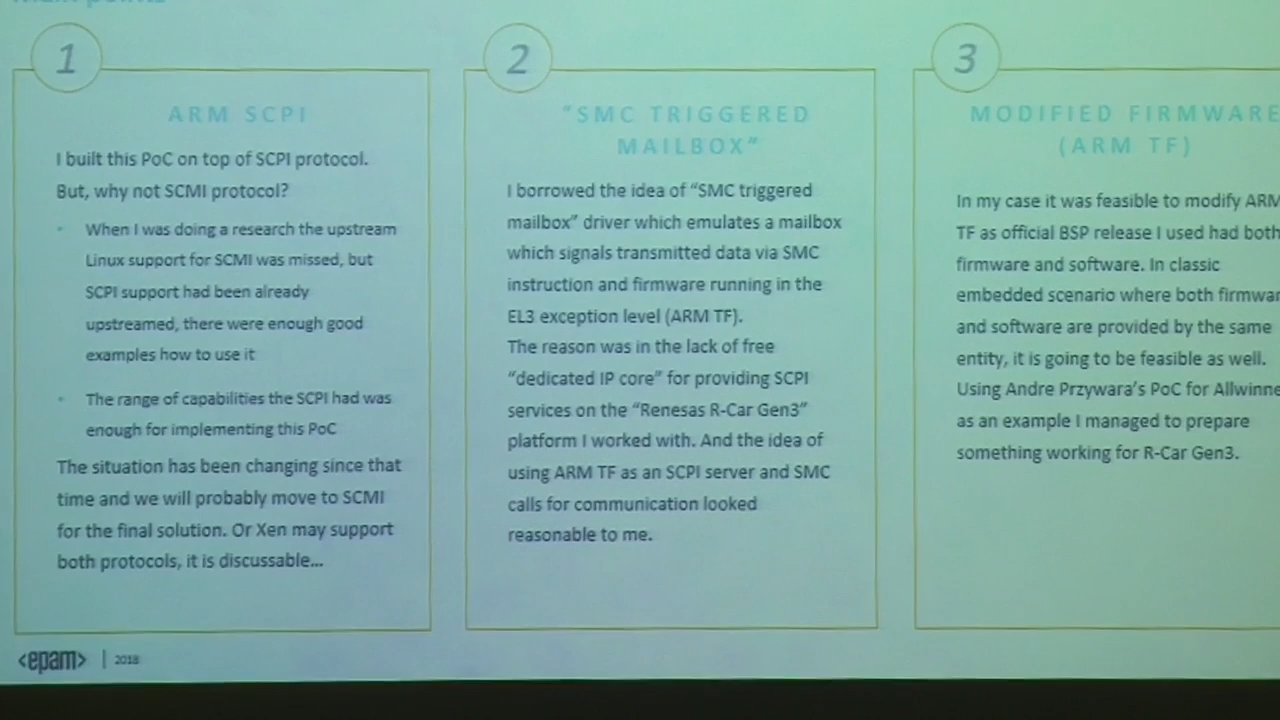 1
ARM SCPI
I built this PoC on top of SCPI protocol.
But, why not SCMI protocol?
When I was doing a research the upstream
Linux support for SCMI was missed, but
SCPI support had been already
upstreamed, there were enough good
examples how to use it
The range of capabilities the SCPI had was
enough for implementing this PoC
The situation has been changing since that
time and we will probably move to SCMI
for the final solution. Or Xen may support
both protocols, it is discussable...
2
"SMC TRIGGERED
MAILBOX"
I borrowed the idea of "SMC triggered
mailbox" driver which emulates a mailbox
which signals transmitted data via SMC
instruction and firmware running in the
EL3 exception level (ARM TF).
The reason was in the lack of free
"dedicated IP core" for providing SCPI
services on the "Renesas R-Car Gen3"
platform I worked with. And the idea of
using ARM TF as an SCPI server and SMC
calls for communication looked
reasonable to me.
3
MODIFIED FIRMWARE
(ARM TF)
In my case it was feasible to modify ARM
TF as official BSP release I used had both
firmware and software. In classic
embedded scenario where both firmwar
and software are provided by the same
entity, it is going to be feasible as well.
Using Andre Przywara's PoC for Allwinne
as an example I managed to prepare
something working for R-Car Gen3.
<epam> | 2018